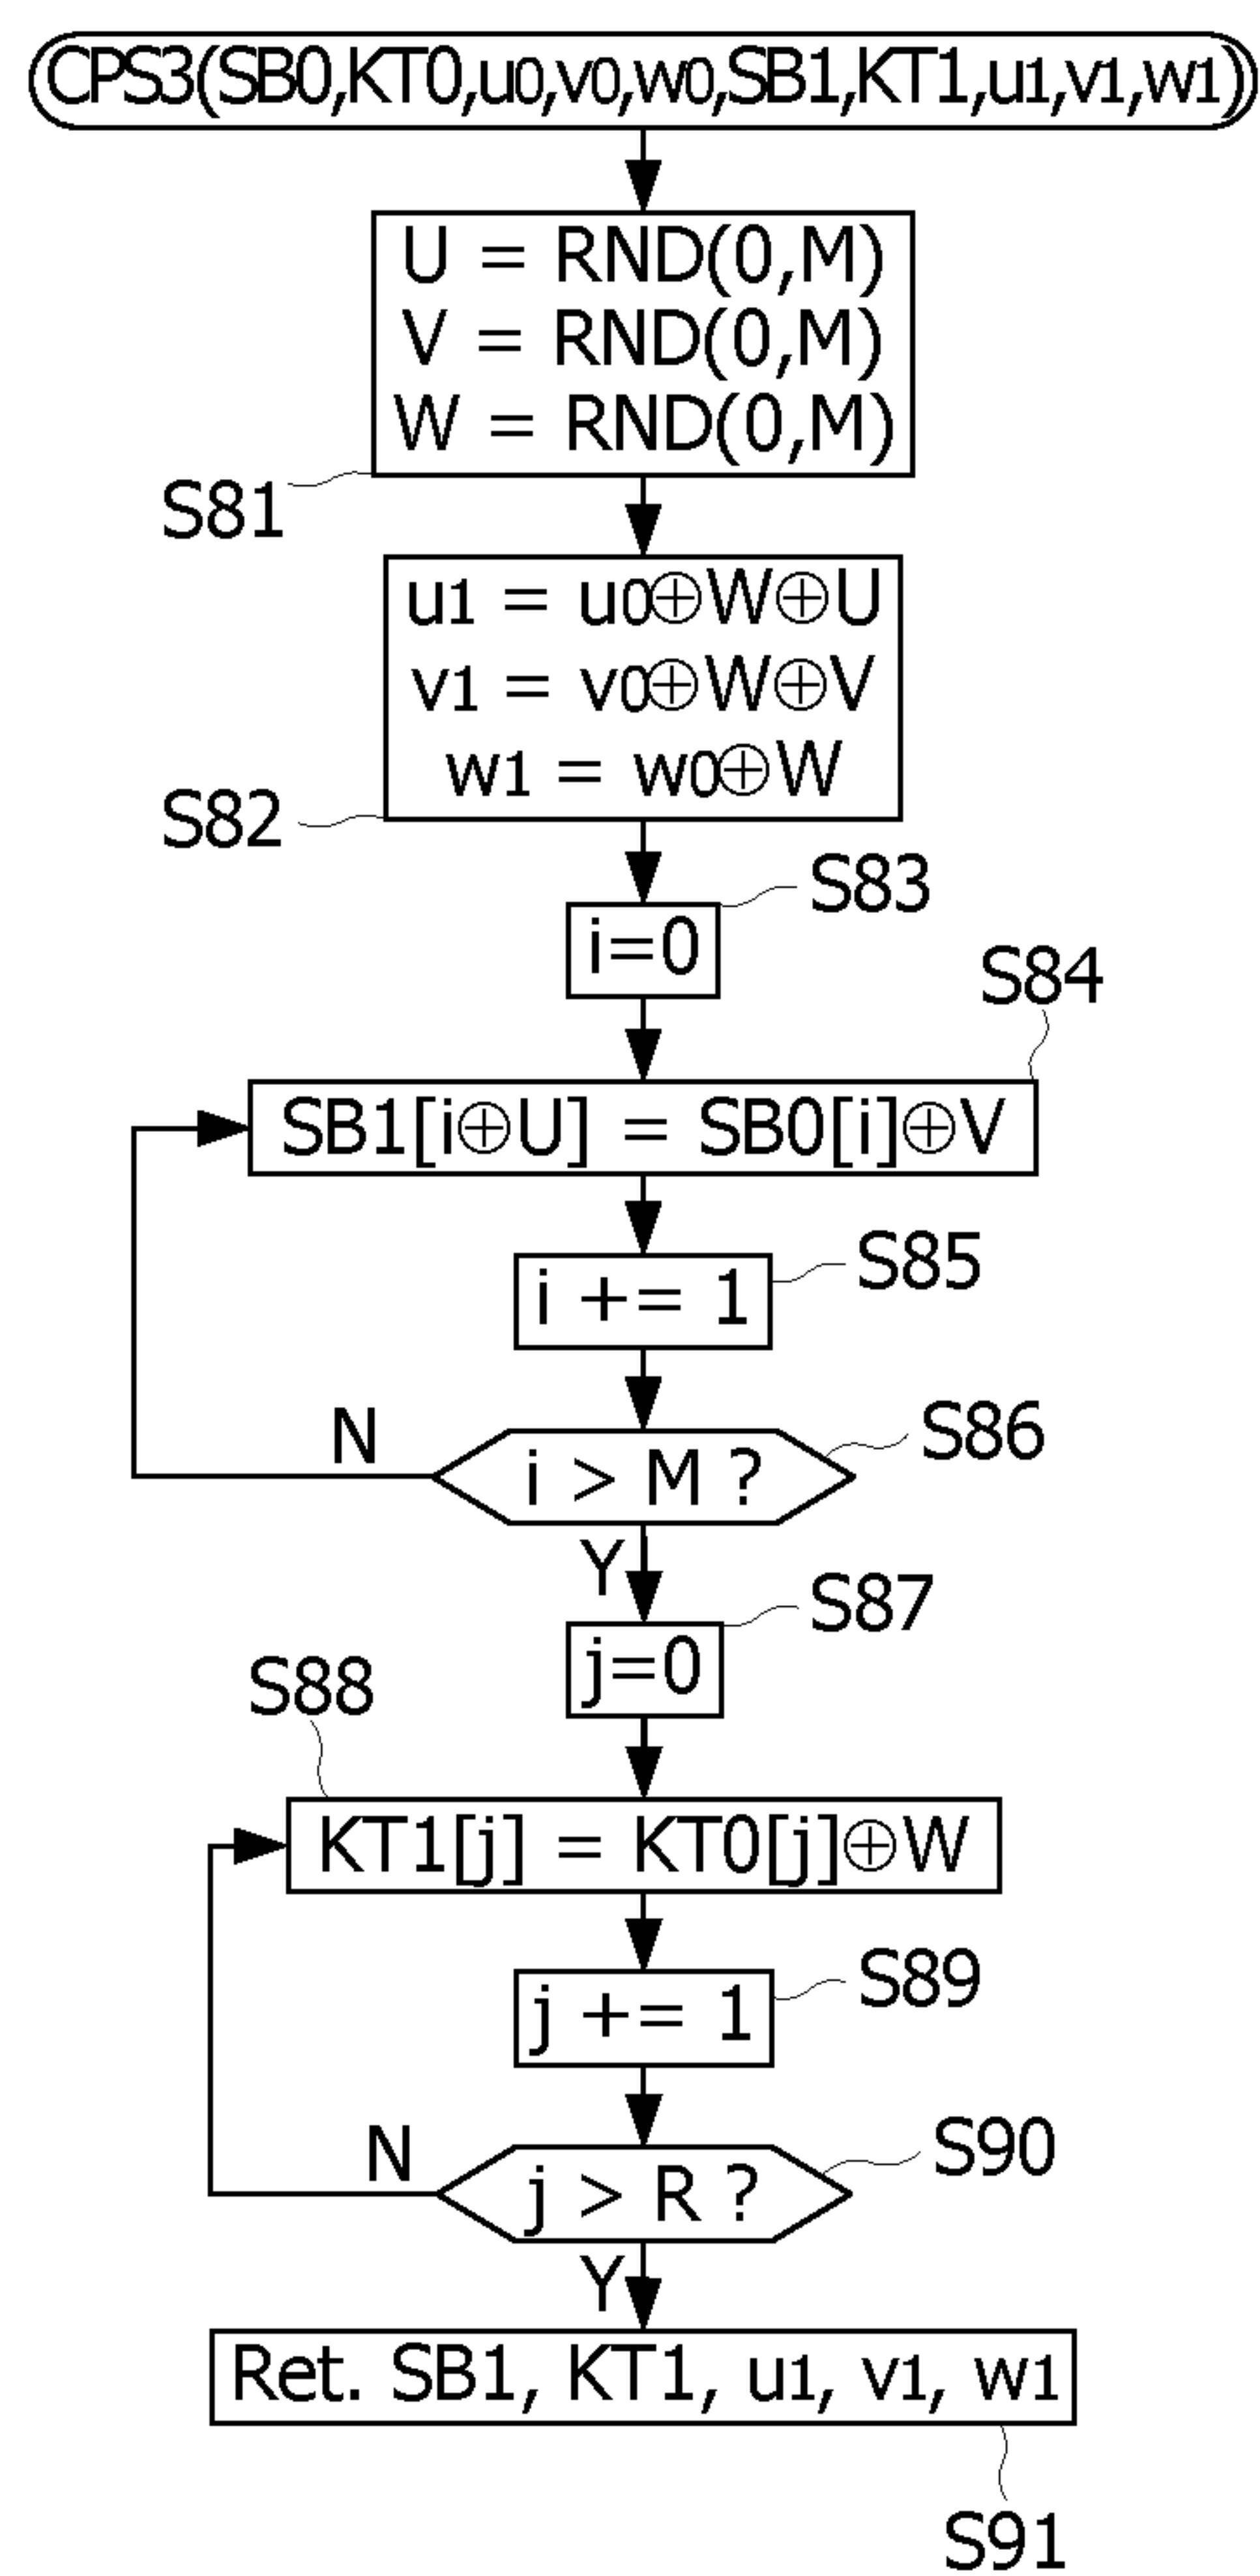 CPS3(SB0,KT0,u0,v0,w0,SB1,KT1,u1,v1,w1)
U = RND(0,M)
V = RND(0,M)
W = RND(0,M)
S81
u1 = u0⊕W⊕U
v1 = v0⊕W⊕V
w1 = w0⊕W
S82
S83
i=0
S84
SB1[i⊕U] = SB0[i]⊕V
S85
i += 1
S86
N
i > M ?
Y
S87
j=0
S88
KT1[j] = KT0[j]⊕W
S89
j += 1
S90
N
j > R ?
Y
Ret. SB1, KT1, u1, v1, w1
S91